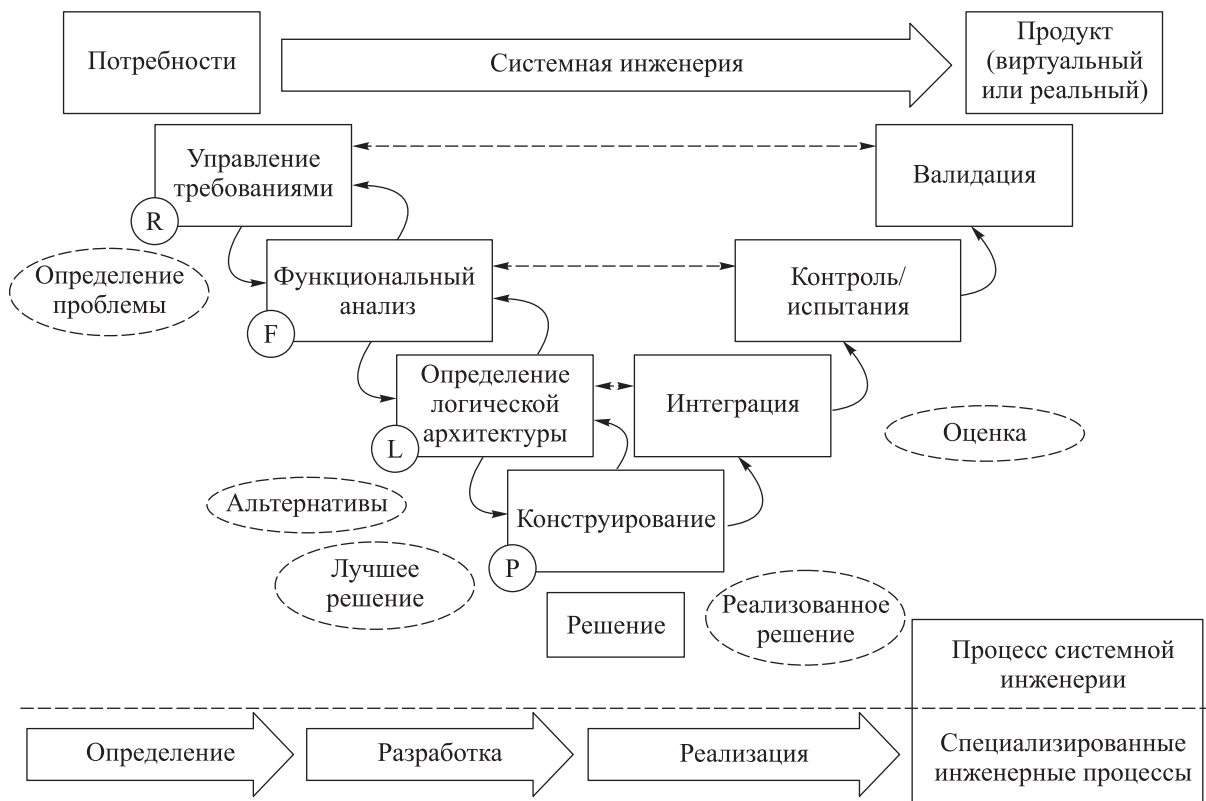 Потребности
Системная инженерия
Продукт
(виртуальный
или реальный)
Управление
требованиями
Валидация
R
Определение
проблемы
Функциональный
анализ
Контроль/
испытания
F
Определение
логической
архитектуры
Интеграция
Оценка
L
Альтернативы
Конструирование
Лучшее
решение
P
Решение
Реализованное
решение
Процесс системной
инженерии
Определение
Разработка
Реализация
Специализированные
инженерные процессы